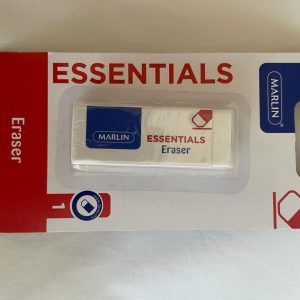 ESSENTIALS
MARLIN
ESSENTIALS
Eraser
MARLIN
Eraser
1